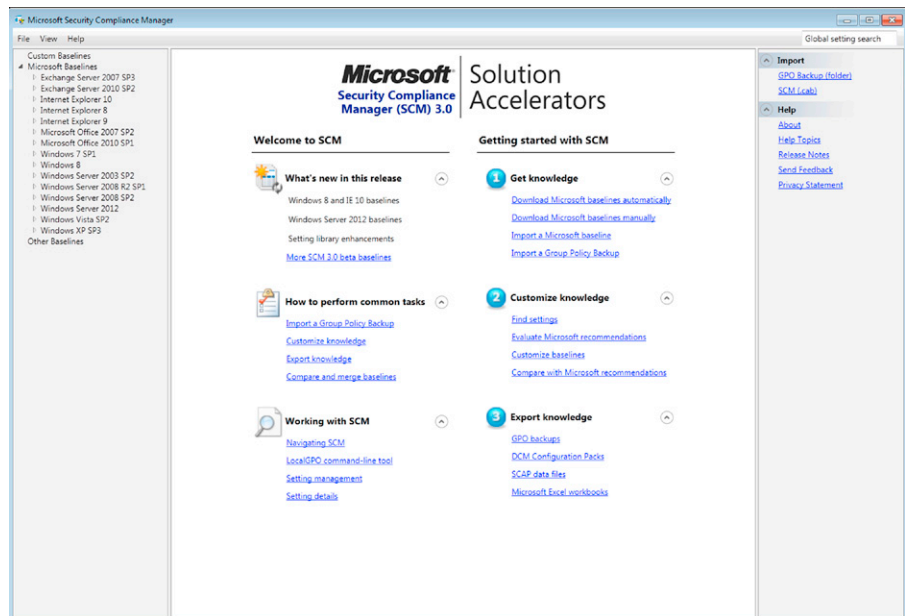 Microsoft Security Compliance Manager
File View Help
Global setting search
Custom Baselines
Microsoft Baselines
Exchange Server 2007 SP3
Exchange Server 2010 SP2
Internet Explorer 10
Internet Explorer 8
Internet Explorer 9
Microsoft Office 2007 SP2
Microsoft Office 2010 SP1
Windows 7 SP1
Windows 8
Windows Server 2003 SP2
Windows Server 2008 R2 SP1
Windows Server 2008 SP2
Windows Server 2012
Windows Vista SP2
Windows XP SP3
Other Baselines
Microsoft
Security Compliance
Manager (SCM) 3.0
Solution
Accelerators
Welcome to SCM
What's new in this release
Windows 8 and IE 10 baselines
Windows Server 2012 baselines
Setting library enhancements
More SCM 3.0 beta baselines
How to perform common tasks
Import a Group Policy Backup
Customize knowledge
Export knowledge
Compare and merge baselines
Working with SCM
Navigating SCM
LocalGPO command-line tool
Setting management
Setting details
Getting started with SCM
1 Get knowledge
Download Microsoft baselines automatically
Download Microsoft baselines manually
Import a Microsoft baseline
Import a Group Policy Backup
2 Customize knowledge
Find settings
Evaluate Microsoft recommendations
Customize baselines
Compare with Microsoft recommendations
3 Export knowledge
GPO backups
DCM Configuration Packs
SCAP data files
Microsoft Excel workbooks
Import
GPO Backup (folder)
SCM (.cab)
Help
About
Help Topics
Release Notes
Send Feedback
Privacy Statement